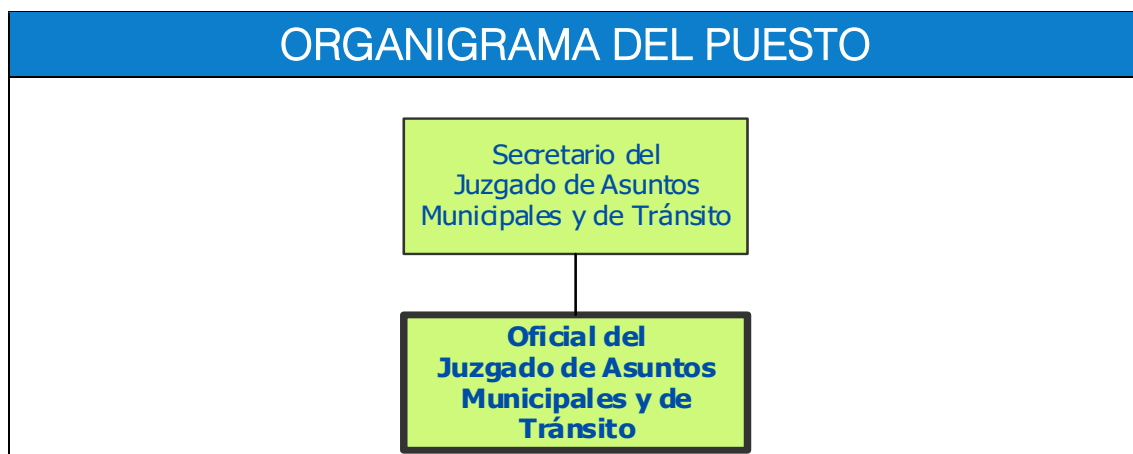 ORGANIGRAMA DEL PUESTO
Secretario del
Juzgado de Asuntos
Municipales y de Tránsito
Oficial del
Juzgado de Asuntos
Municipales y de
Tránsito